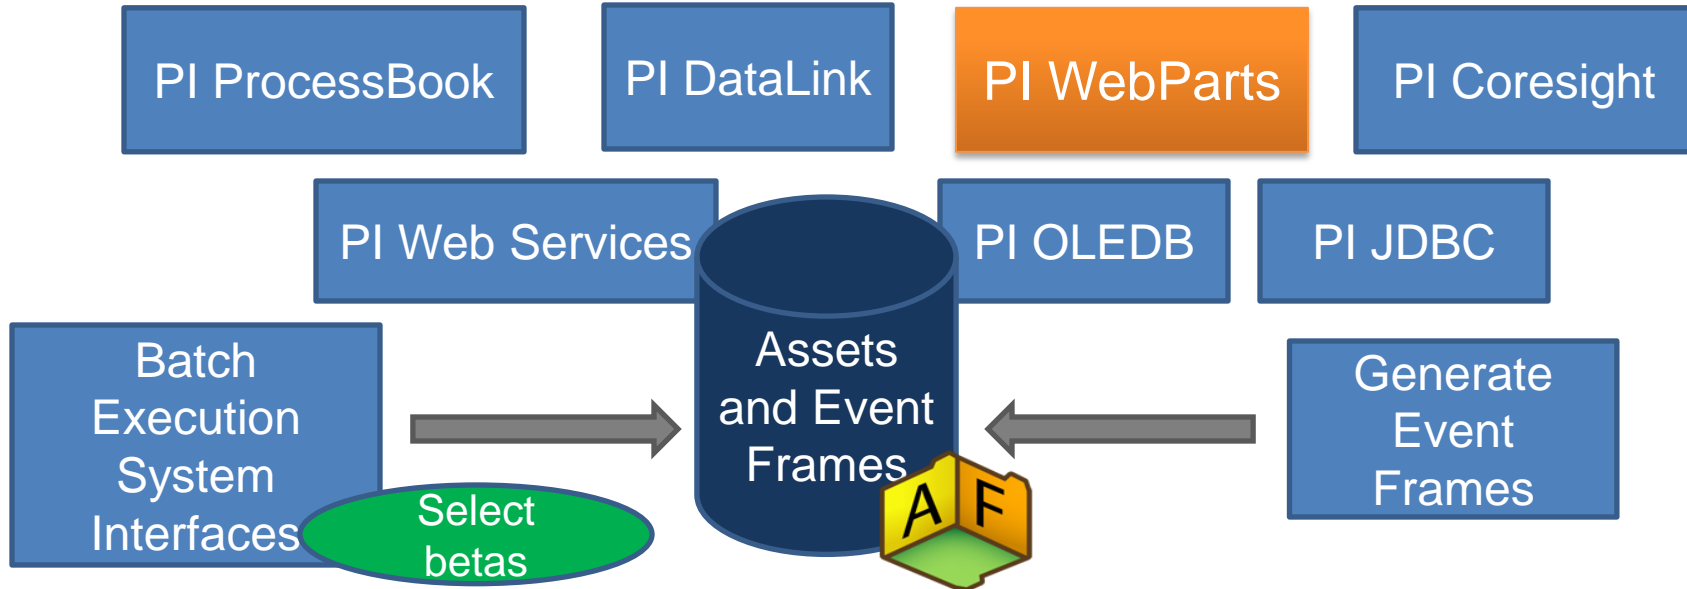 PI ProcessBook
PI DataLink
PI WebParts
PI Coresight
PI Web Services
PI OLEDB
PI JDBC
Batch
Execution
System
Interfaces
Select
betas
Assets
and Event
Frames
A F
Generate
Event
Frames